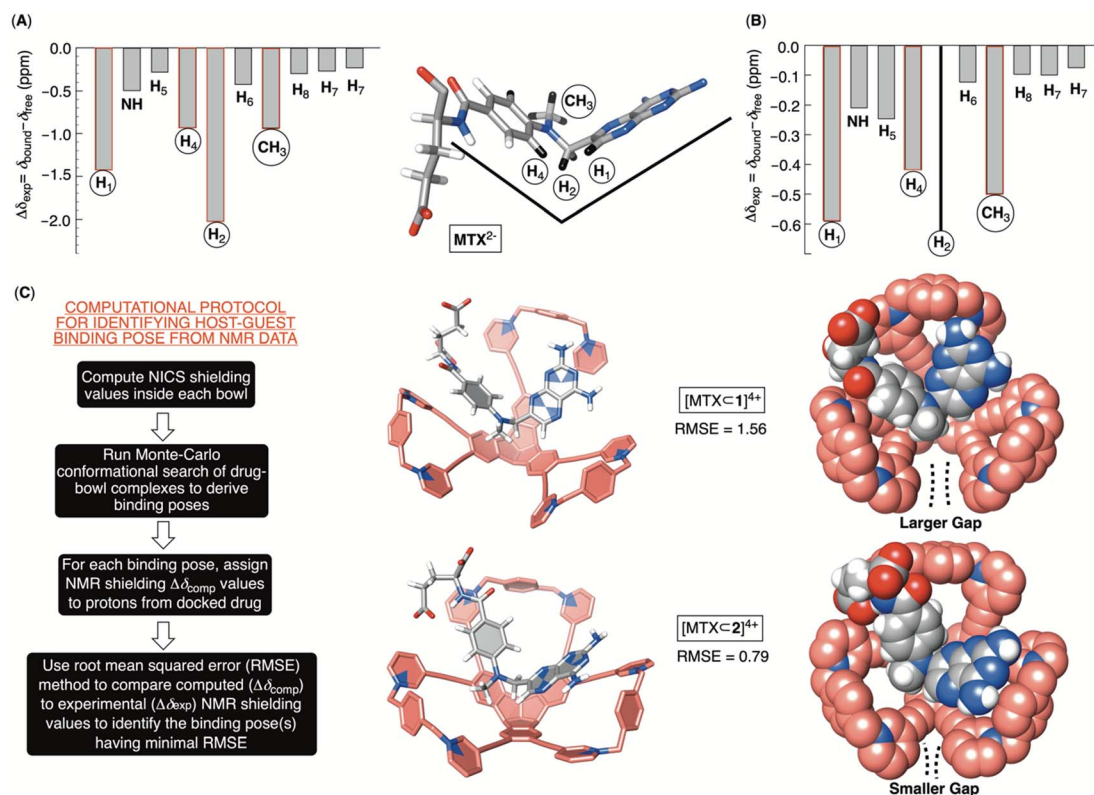 (A)
0.0
-0.5
-1.0
-1.5
-2.0
Δδexp= δbound-δfree (ppm)
H1
NH
H5
H4
H2
H6
CH3
H8
H7
H7
CH3
H4
H2
H1
MTX2-
(B)
0.0
-0.1
-0.2
-0.3
-0.4
-0.5
-0.6
Δδexp = δbound-δfree (ppm)
H1
NH
H5
H4
H2
H6
CH3
H8
H7
H7
(C)
COMPUTATIONAL PROTOCOL
FOR IDENTIFYING HOST-GUEST
BINDING POSE FROM NMR DATA
Compute NICS shielding
values inside each bowl
Run Monte-Carlo
conformational search of drug-
bowl complexes to derive
binding poses
For each binding pose, assign
NMR shielding Δδcomp values
to protons from docked drug
Use root mean squared error (RMSE)
method to compare computed (Δδcomp)
to experimental (Δδexp) NMR shielding
values to identify the binding pose(s)
having minimal RMSE
[MTX⊂1]4+
RMSE = 1.56
Larger Gap
[MTX⊂2]4+
RMSE = 0.79
Smaller Gap